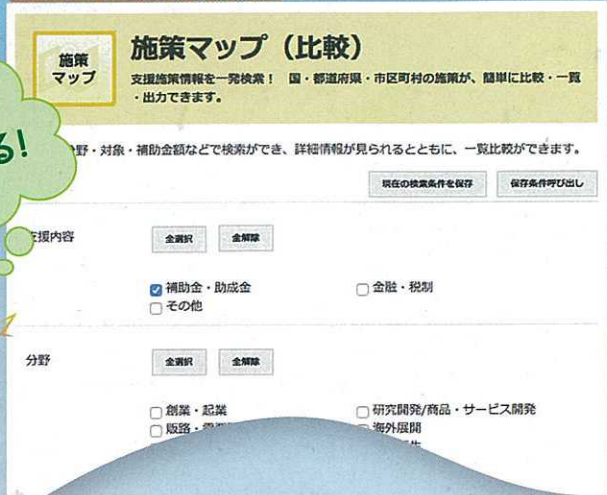 施策
マップ
施策マップ（比較）
支援施策情報を一発検索！　国・都道府県・市区町村の施策が、簡単に比較・一覧
・出力できます。
る!
野・対象・補助金額などで検索ができ、詳細情報が見られるとともに、一覧比較ができます。
現在の検索条件を保存　保存条件呼び出し
支援内容　全選択　全解除
補助金・助成金　金融・税制
その他
分野　全選択　全解除
創業・起業　研究開発/商品・サービス開発
販路・　海外展開